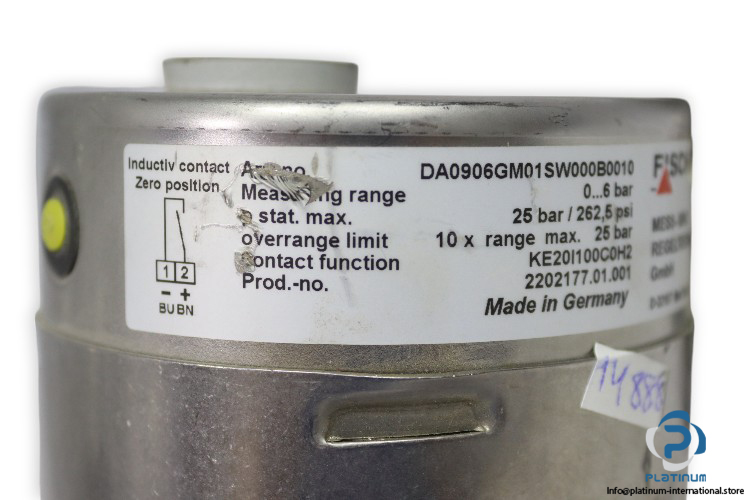 Inductiv contact
Zero position
1 2
− +
BU BN
DA0906GM01SW000B0010
Measuring range 0...6 bar
stat. max. 25 bar / 262,5 psi
overrange limit 10 x range max. 25 bar
contact function KE20I100C0H2
Prod.-no. 2202177.01.001
Made in Germany
GmbH
PLATINUM
Info@platinum-international.store